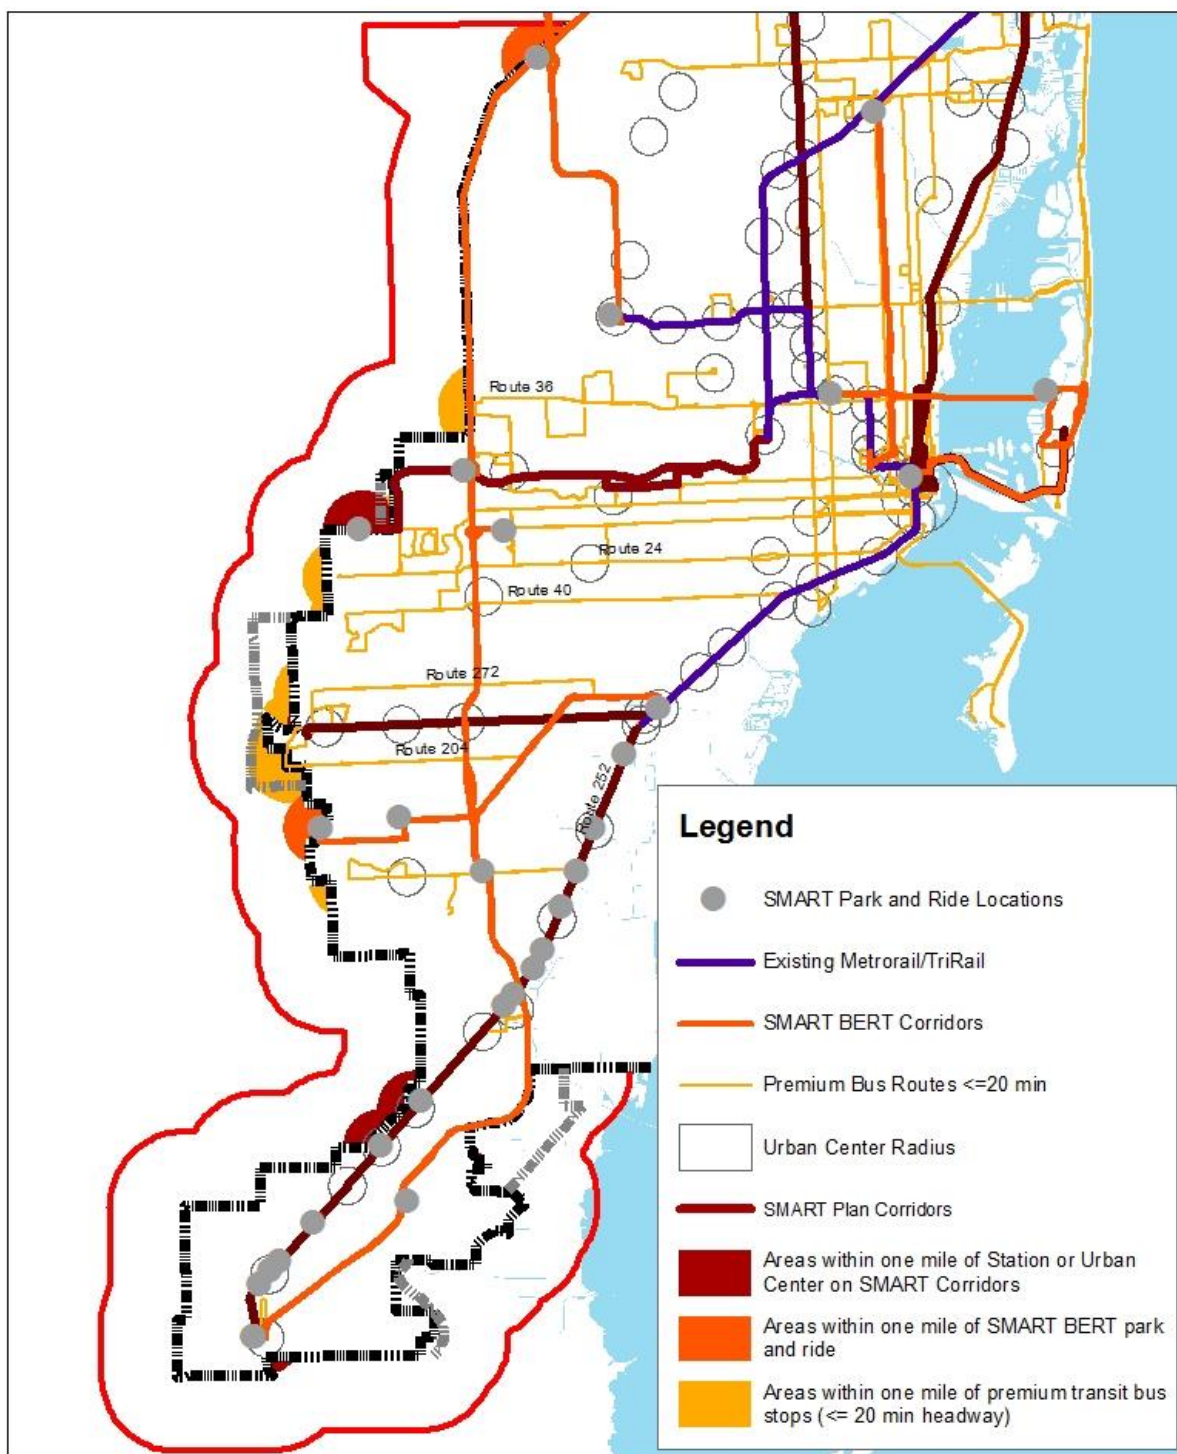 Route 36
Route 24
Route 40
Route 272
Route 204
Route 252
Legend
SMART Park and Ride Locations
Existing Metrorail/TriRail
SMART BERT Corridors
Premium Bus Routes <=20 min
Urban Center Radius
SMART Plan Corridors
Areas within one mile of Station or Urban
Center on SMART Corridors
Areas within one mile of SMART BERT park
and ride
Areas within one mile of premium transit bus
stops (<= 20 min headway)